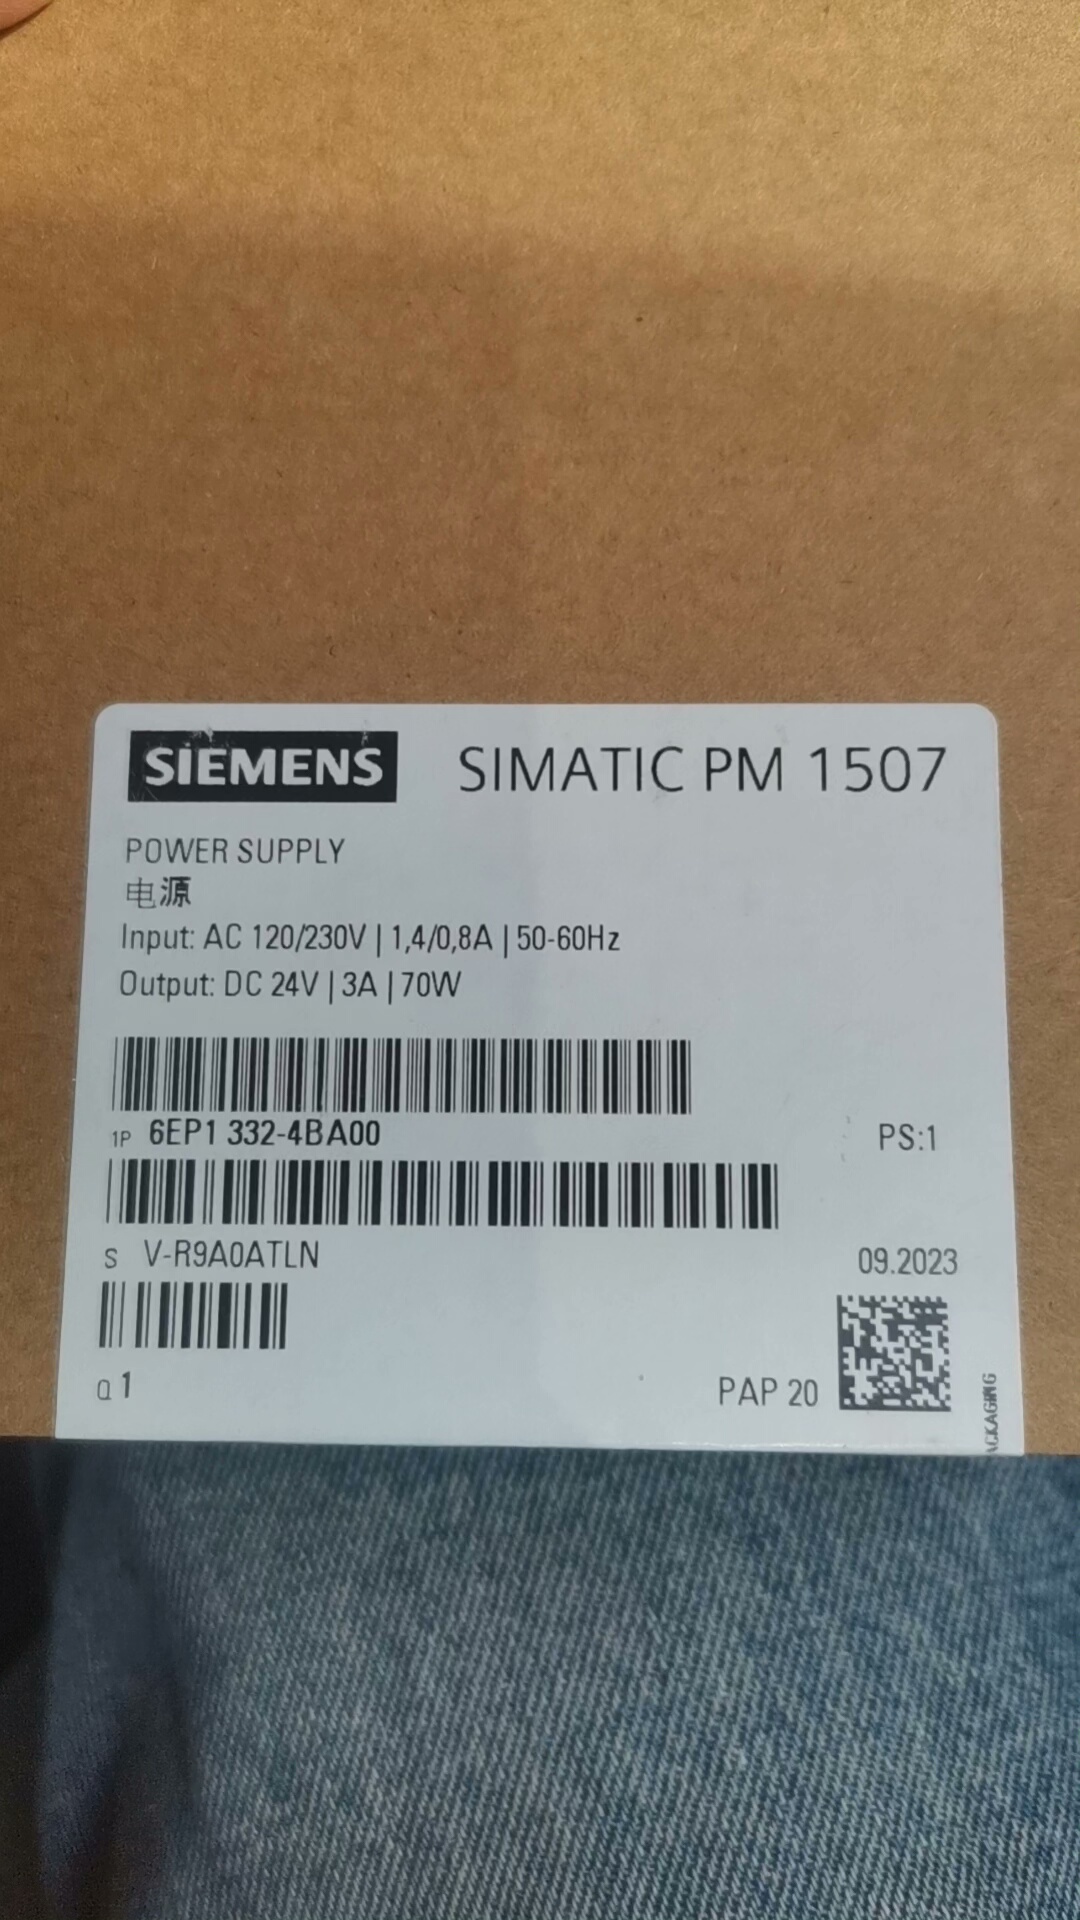 SIEMENS SIMATIC PM 1507
POWER SUPPLY
电源
Input: AC 120/230V | 1,4/0,8A | 50-60Hz
Output: DC 24V | 3A | 70W
1P 6EP1 332-4BA00 PS:1
S V-R9A0ATLN 09.2023
Q 1 PAP 20